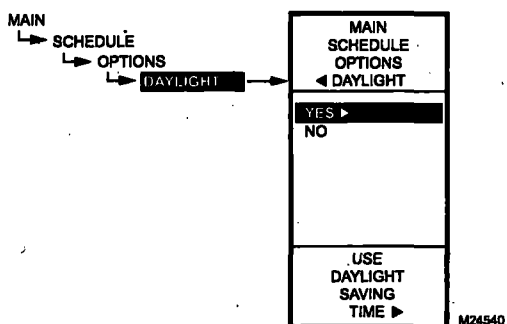 MAIN
SCHEDULE
OPTIONS
DAYLIGHT
MAIN
SCHEDULE
OPTIONS
◀ DAYLIGHT
YES ▶
NO
USE
DAYLIGHT
SAVING
TIME ▶
M24540